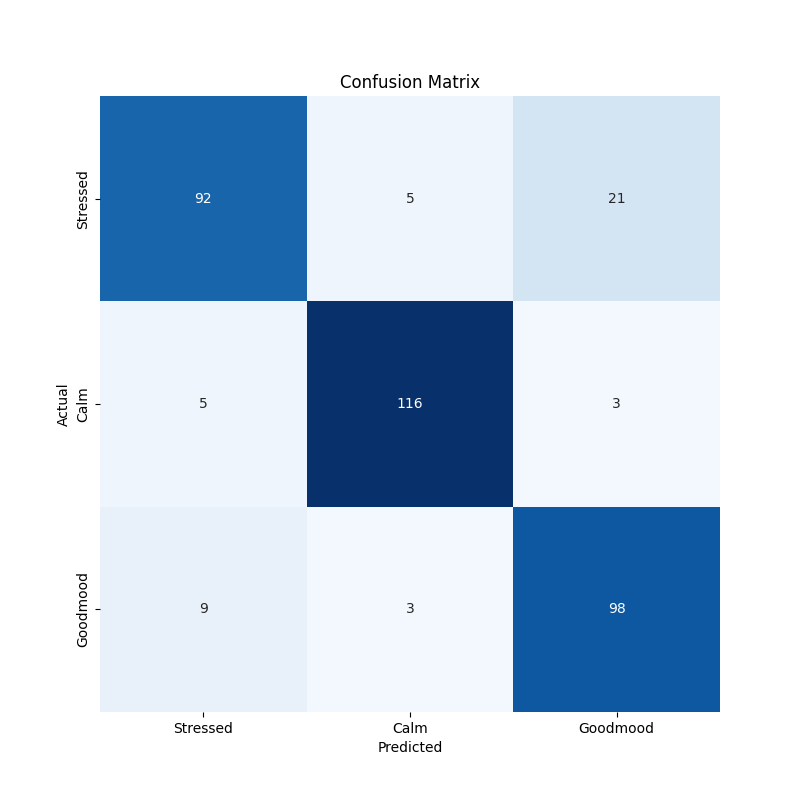 Confusion Matrix
Stressed
92 5 21
Actual
Calm
5 116 3
Goodmood
9 3 98
Stressed Calm Goodmood
Predicted